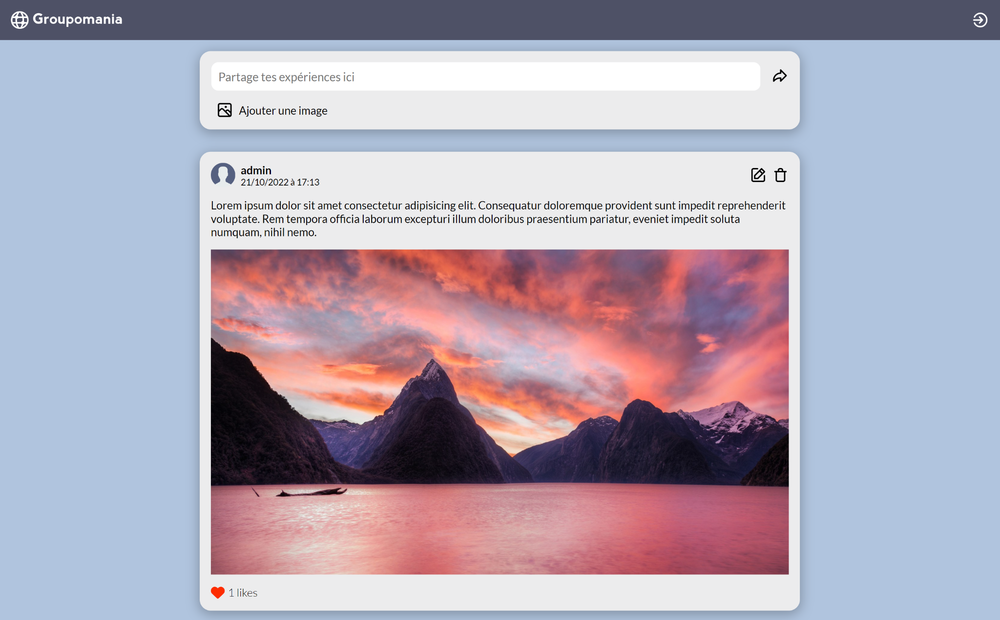 Groupomania
Partage tes expériences ici
Ajouter une image
admin
21/10/2022 à 17:13
Lorem ipsum dolor sit amet consectetur adipisicing elit. Consequatur doloremque provident sunt impedit reprehenderit
voluptate. Rem tempora officia laborum excepturi illum doloribus praesentium pariatur, eveniet impedit soluta
numquam, nihil nemo.
1 likes